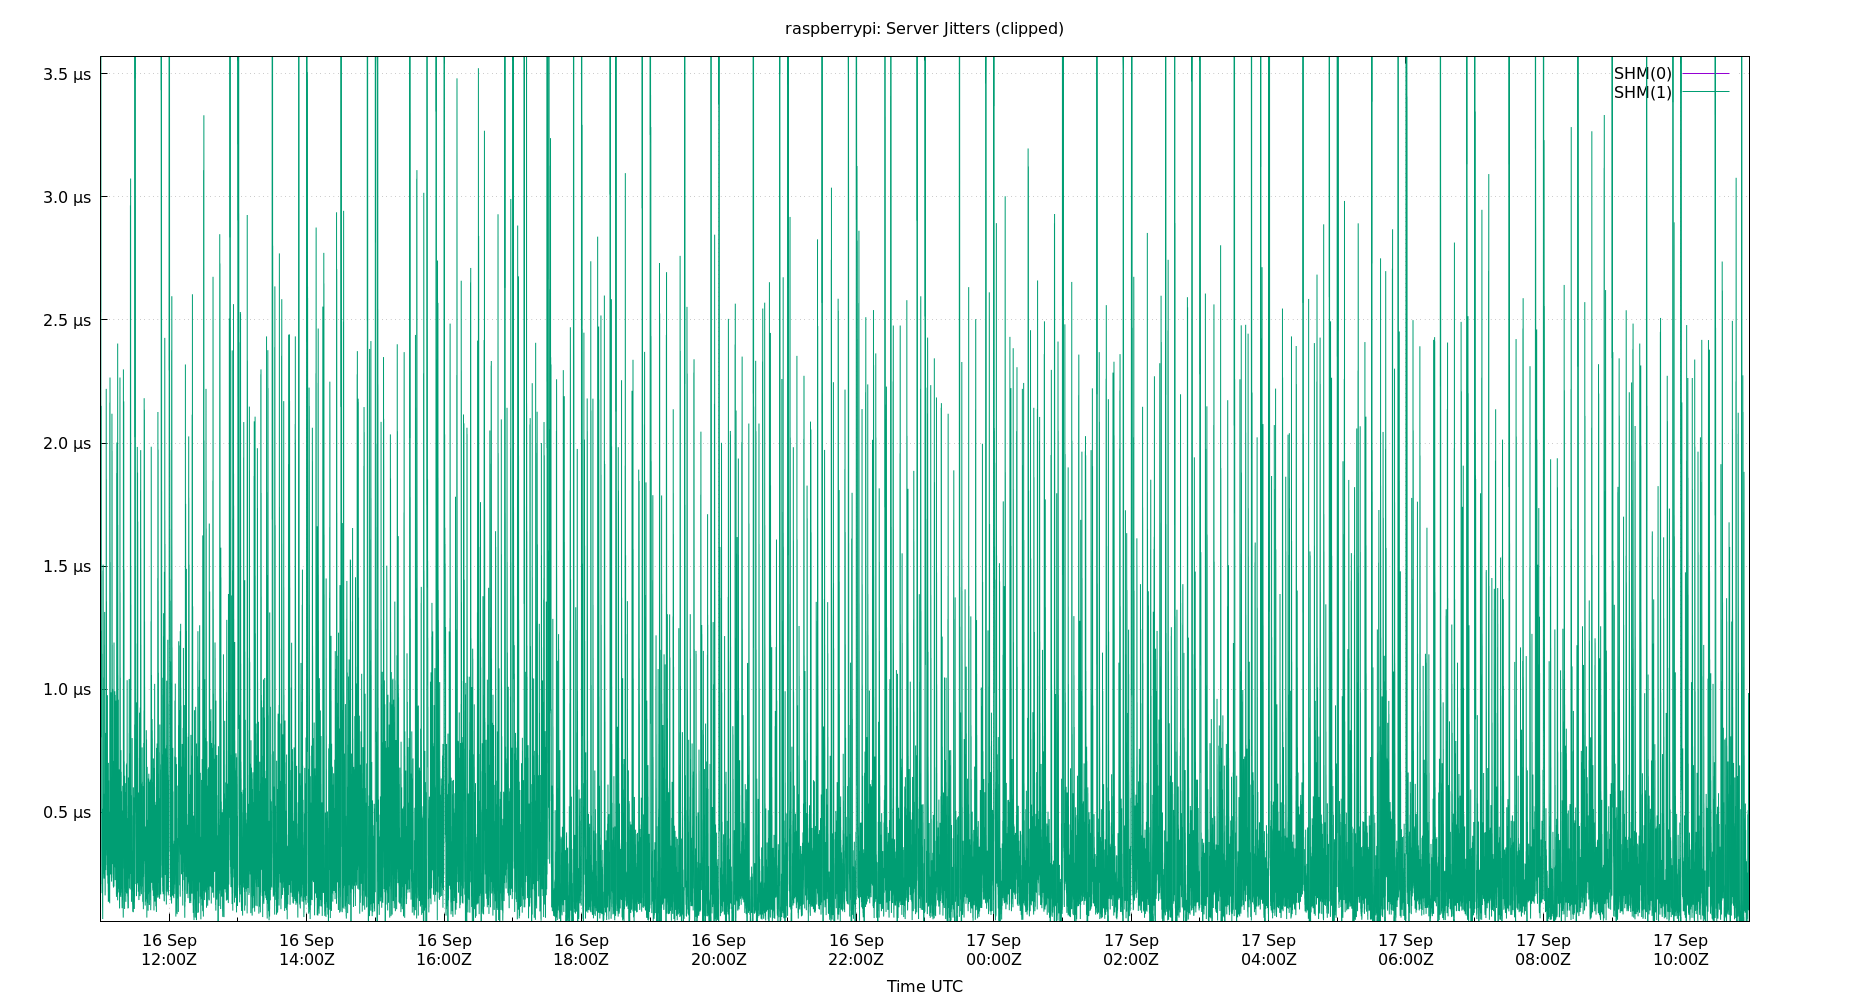 raspberrypi: Server Jitters (clipped)
3.5 µs
3.0 µs
2.5 µs
2.0 µs
1.5 µs
1.0 µs
0.5 µs
SHM(0)
SHM(1)
16 Sep 16 Sep 16 Sep 16 Sep 16 Sep 16 Sep 17 Sep 17 Sep 17 Sep 17 Sep 17 Sep 17 Sep
12:00Z 14:00Z 16:00Z 18:00Z 20:00Z 22:00Z 00:00Z 02:00Z 04:00Z 06:00Z 08:00Z 10:00Z
Time UTC